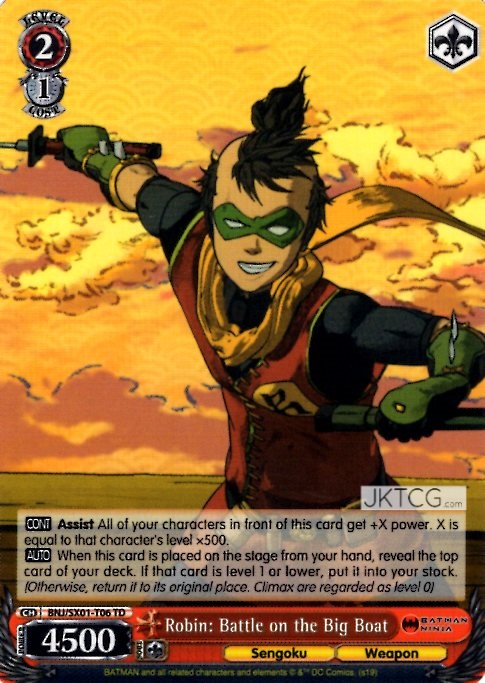 LEVEL
2
1
COST
JKTCG.com
CONT Assist All of your characters in front of this card get +X power. X is
equal to that character's level ×500.
AUTO When this card is placed on the stage from your hand, reveal the top
card of your deck. If that card is level 1 or lower, put it into your stock.
(Otherwise, return it to its original place. Climax are regarded as level 0)
CH BNJ/SX01-T06 TD
POWER 4500 SOUL
Robin: Battle on the Big Boat
BATMAN
NINJA
Sengoku Weapon
BATMAN and all related characters and elements © &™ DC Comics. (s19)